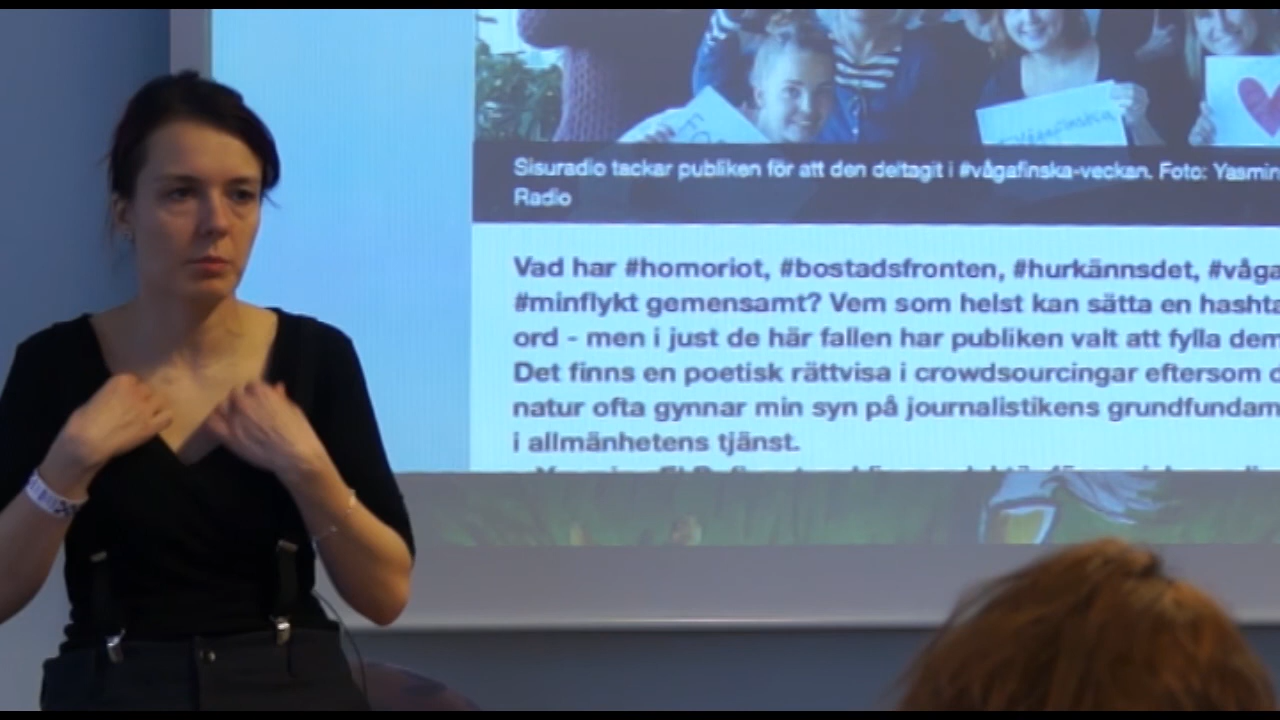 Sisuradio tackar publiken för att den deltagit i #vågafinska-veckan. Foto: Yasmin
Radio
Vad har #homoriot, #bostadsfronten, #hurkännsdet, #våga
#minflykt gemensamt? Vem som helst kan sätta en hashta
ord - men i just de här fallen har publiken valt att fylla dem
Det finns en poetisk rättvisa i crowdsourcingar eftersom d
natur ofta gynnar min syn på journalistikens grundfundam
i allmänhetens tjänst.